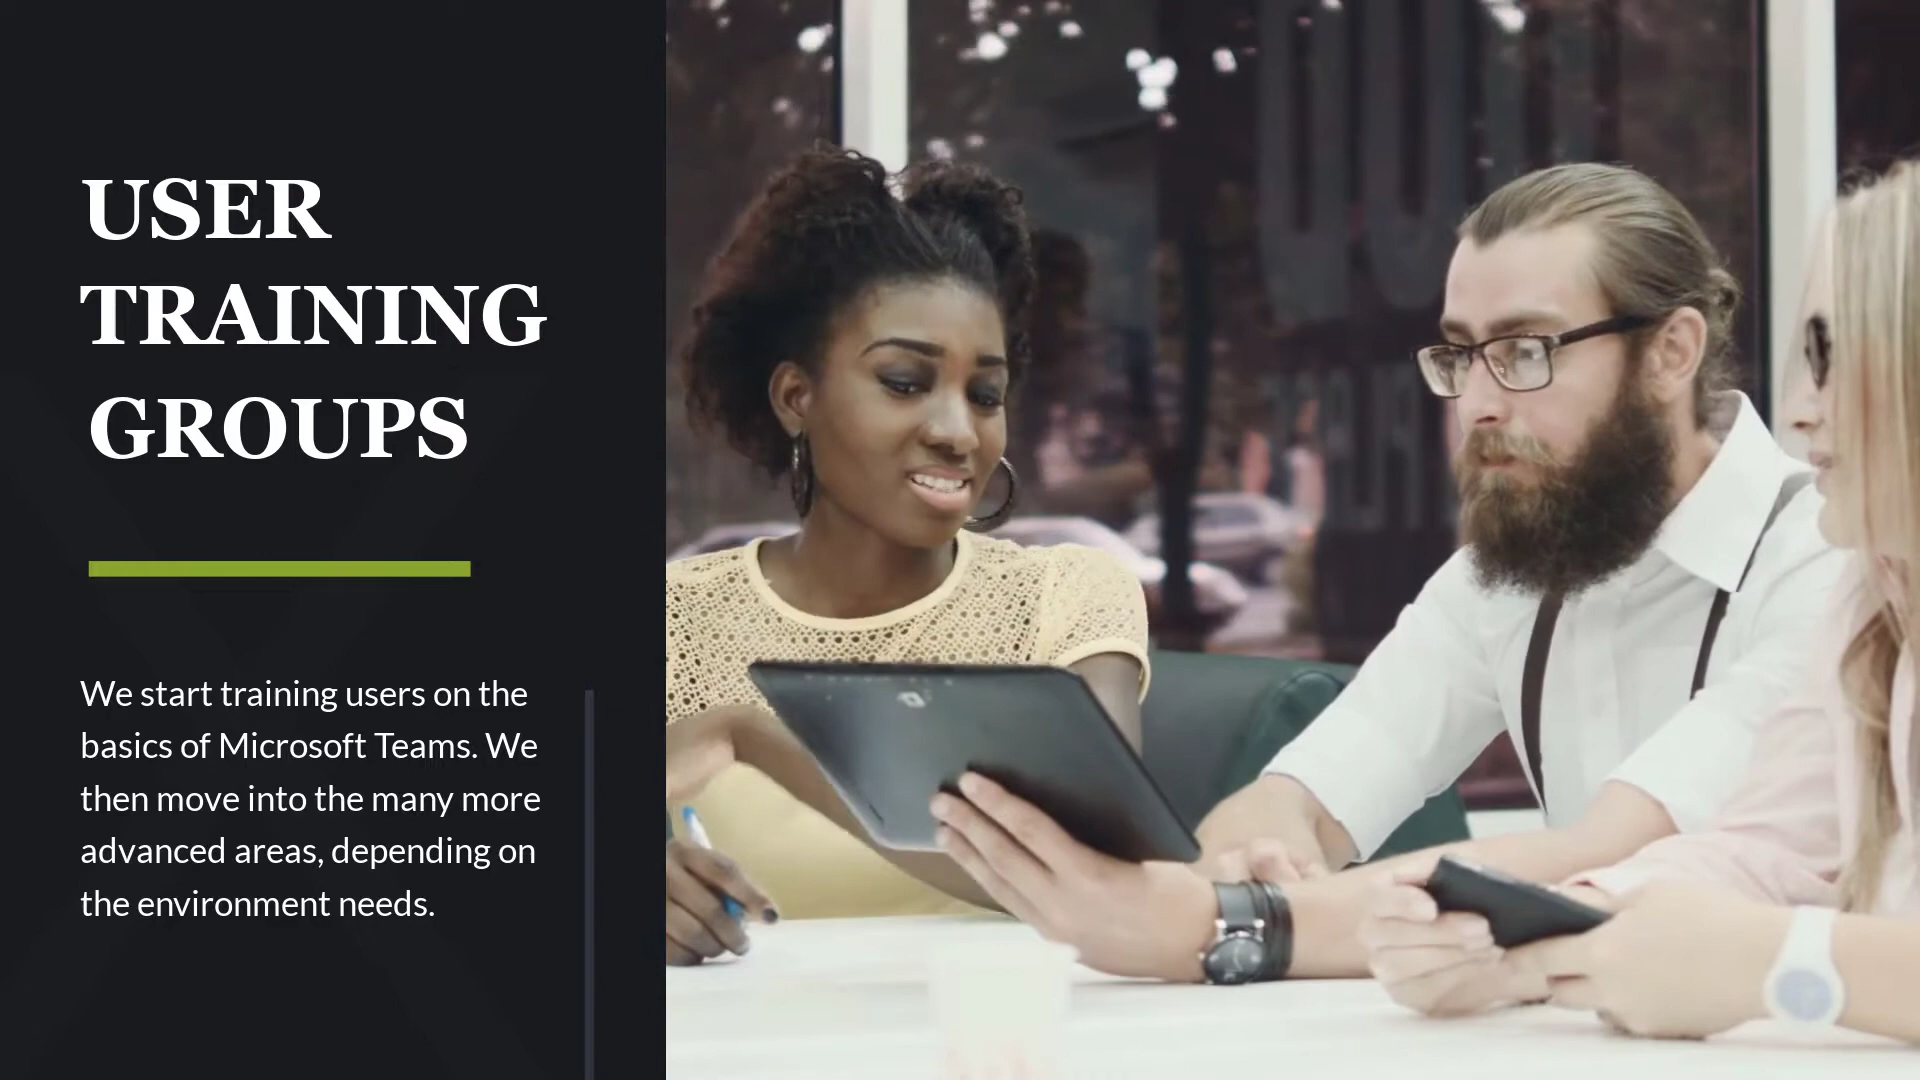 USER
TRAINING
GROUPS
We start training users on the
basics of Microsoft Teams. We
then move into the many more
advanced areas, depending on
the environment needs.